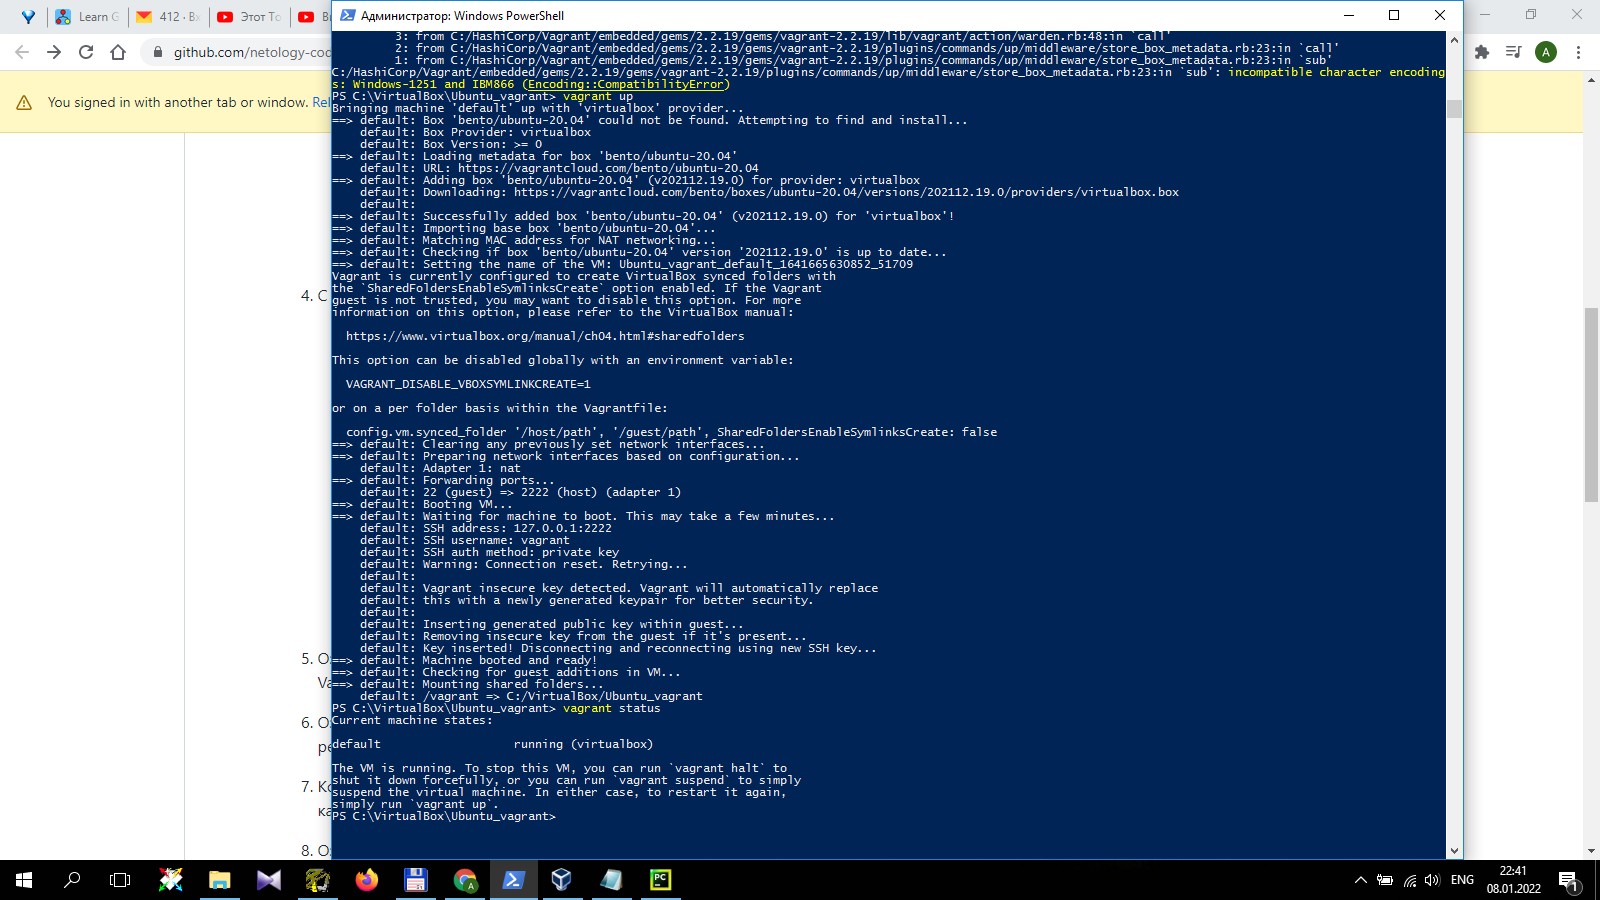 Learn G
412 · Вх
Этот То
github.com/netology-cod
You signed in with another tab or window. Rel
4. С
5. О
Va
6. О
ре
7. К
ка
8. О
Администратор: Windows PowerShell
3: from C:/HashiCorp/Vagrant/embedded/gems/2.2.19/gems/vagrant-2.2.19/lib/vagrant/action/warden.rb:48:in `call'
2: from C:/HashiCorp/Vagrant/embedded/gems/2.2.19/gems/vagrant-2.2.19/plugins/commands/up/middleware/store_box_metadata.rb:23:in `call'
1: from C:/HashiCorp/Vagrant/embedded/gems/2.2.19/gems/vagrant-2.2.19/plugins/commands/up/middleware/store_box_metadata.rb:23:in `sub'
C:/HashiCorp/Vagrant/embedded/gems/2.2.19/gems/vagrant-2.2.19/plugins/commands/up/middleware/store_box_metadata.rb:23:in `sub': incompatible character encoding
s: Windows-1251 and IBM866 (Encoding::CompatibilityError)
PS C:\VirtualBox\Ubuntu_vagrant> vagrant up
Bringing machine 'default' up with 'virtualbox' provider...
==> default: Box 'bento/ubuntu-20.04' could not be found. Attempting to find and install...
default: Box Provider: virtualbox
default: Box Version: >= 0
==> default: Loading metadata for box 'bento/ubuntu-20.04'
default: URL: https://vagrantcloud.com/bento/ubuntu-20.04
==> default: Adding box 'bento/ubuntu-20.04' (v202112.19.0) for provider: virtualbox
default: Downloading: https://vagrantcloud.com/bento/boxes/ubuntu-20.04/versions/202112.19.0/providers/virtualbox.box
default:
==> default: Successfully added box 'bento/ubuntu-20.04' (v202112.19.0) for 'virtualbox'!
==> default: Importing base box 'bento/ubuntu-20.04'...
==> default: Matching MAC address for NAT networking...
==> default: Checking if box 'bento/ubuntu-20.04' version '202112.19.0' is up to date...
==> default: Setting the name of the VM: Ubuntu_vagrant_default_1641665630852_51709
Vagrant is currently configured to create VirtualBox synced folders with
the `SharedFoldersEnableSymlinksCreate` option enabled. If the Vagrant
guest is not trusted, you may want to disable this option. For more
information on this option, please refer to the VirtualBox manual:
https://www.virtualbox.org/manual/ch04.html#sharedfolders
This option can be disabled globally with an environment variable:
VAGRANT_DISABLE_VBOXSYMLINKCREATE=1
or on a per folder basis within the Vagrantfile:
config.vm.synced_folder '/host/path', '/guest/path', SharedFoldersEnableSymlinksCreate: false
==> default: Clearing any previously set network interfaces...
==> default: Preparing network interfaces based on configuration...
default: Adapter 1: nat
==> default: Forwarding ports...
default: 22 (guest) => 2222 (host) (adapter 1)
==> default: Booting VM...
==> default: Waiting for machine to boot. This may take a few minutes...
default: SSH address: 127.0.0.1:2222
default: SSH username: vagrant
default: SSH auth method: private key
default: Warning: Connection reset. Retrying...
default:
default: Vagrant insecure key detected. Vagrant will automatically replace
default: this with a newly generated keypair for better security.
default:
default: Inserting generated public key within guest...
default: Removing insecure key from the guest if it's present...
default: Key inserted! Disconnecting and reconnecting using new SSH key...
==> default: Machine booted and ready!
==> default: Checking for guest additions in VM...
==> default: Mounting shared folders...
default: /vagrant => C:/VirtualBox/Ubuntu_vagrant
PS C:\VirtualBox\Ubuntu_vagrant> vagrant status
Current machine states:
default running (virtualbox)
The VM is running. To stop this VM, you can run `vagrant halt` to
shut it down forcefully, or you can run `vagrant suspend` to simply
suspend the virtual machine. In either case, to restart it again,
simply run `vagrant up`.
PS C:\VirtualBox\Ubuntu_vagrant>
A
PC
ENG
22:41
08.01.2022
1